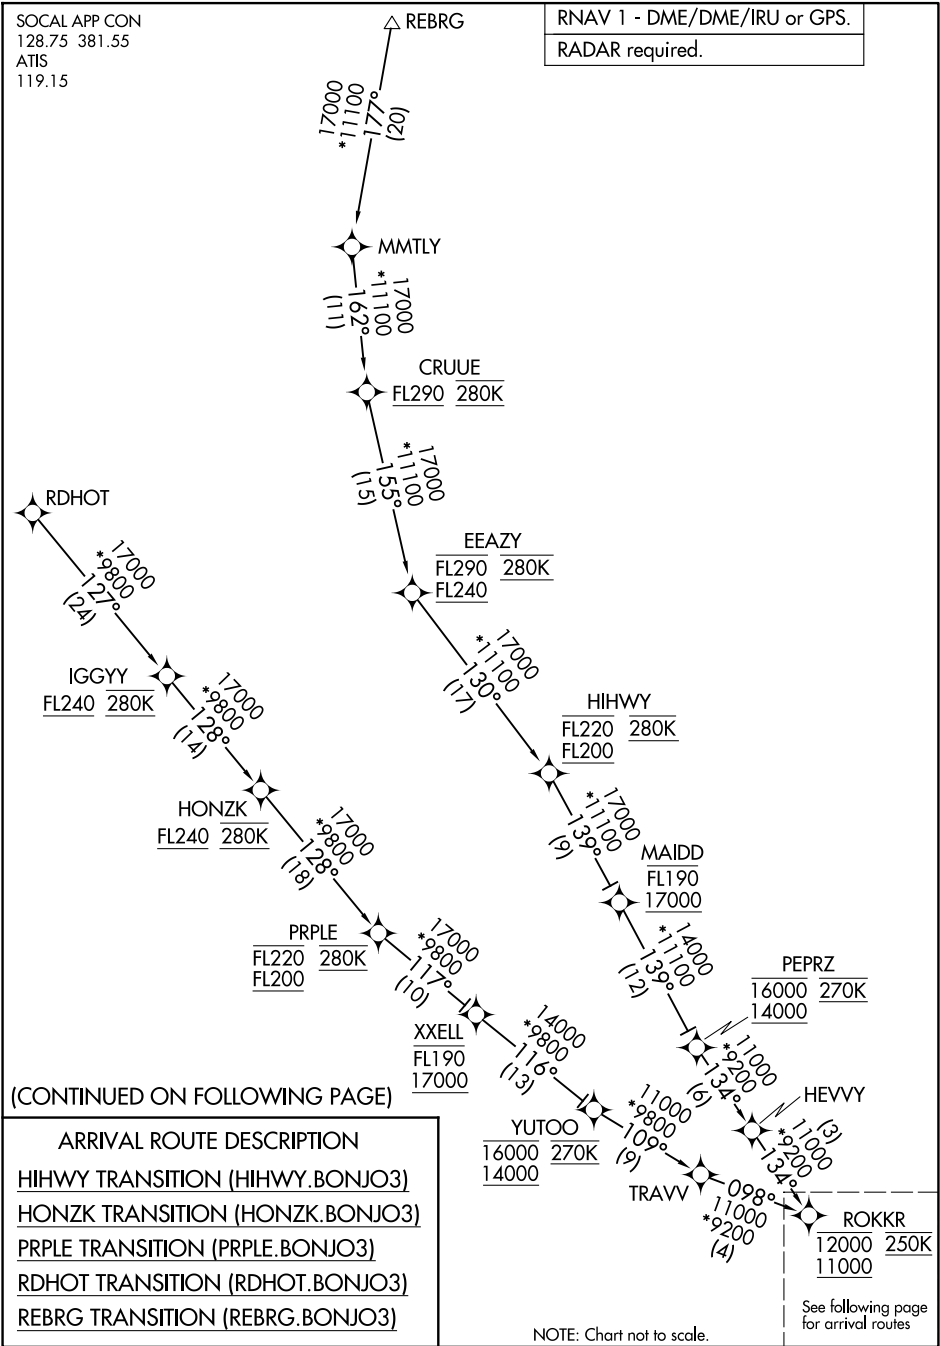 SOCAL APP CON
128.75 381.55
ATIS
119.15
REBRG
RNAV 1 - DME/DME/IRU or GPS.
RADAR required.
17000
*11100
177°
(20)
MMTLY
17000
*11100
162°
(11)
CRUUE
FL290 280K
17000
*11100
155°
(15)
RDHOT
EEAZY
FL290 280K
FL240
17000
*9800
127°
(24)
17000
*11100
130°
(17)
IGGYY
FL240 280K
17000
*9800
128°
(14)
HIHWY
FL220 280K
FL200
HONZK
FL240 280K
17000
*9800
128°
(18)
17000
*11100
139°
(9)
MAIDD
FL190
17000
PRPLE
FL220 280K
FL200
17000
*9800
117°
(10)
14000
*11100
139°
(12)
PEPRZ
16000 270K
14000
XXELL
FL190
17000
14000
*9800
116°
(13)
11000
*9200
134°
(6)
HEVVY
(3)
11000
*9200
134°
YUTOO
16000 270K
14000
11000
*9800
109°
(9)
TRAVV
098°
11000
*9200
(4)
ROKKR
12000 250K
11000
See following page
for arrival routes
(CONTINUED ON FOLLOWING PAGE)
ARRIVAL ROUTE DESCRIPTION
HIHWY TRANSITION (HIHWY.BONJO3)
HONZK TRANSITION (HONZK.BONJO3)
PRPLE TRANSITION (PRPLE.BONJO3)
RDHOT TRANSITION (RDHOT.BONJO3)
REBRG TRANSITION (REBRG.BONJO3)
NOTE: Chart not to scale.